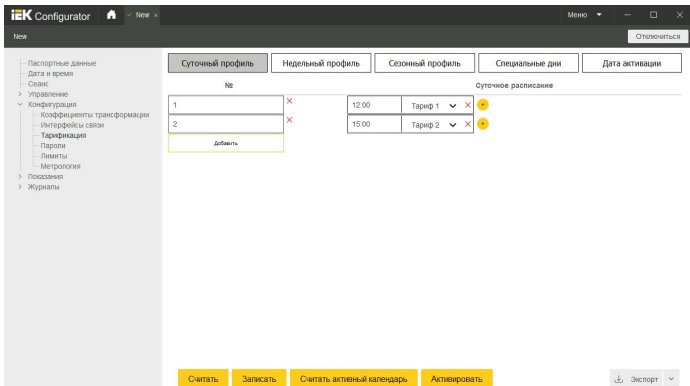 iEK Configurator New × Меню
New Отключиться
Паспортные данные
Дата и время
Сеанс
Управление
Конфигурация
Коэффициенты трансформации
Интерфейсы связи
Тарификация
Пароли
Лимиты
Метрология
Показания
Журналы
Суточный профиль Недельный профиль Сезонный профиль Специальные дни Дата активации
№ Суточное расписание
1 12:00 Тариф 1
2 15:00 Тариф 2
Добавить
Считать Записать Считать активный календарь Активировать Экспорт